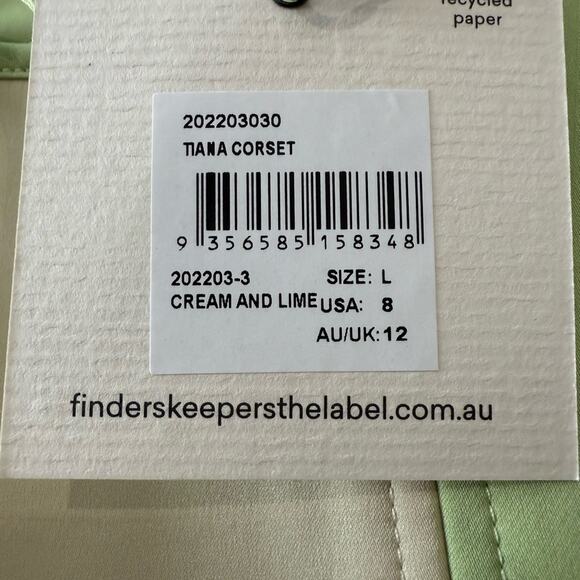 recycled
paper
202203030
TIANA CORSET
9 356585 158348
202203-3 SIZE: L
CREAM AND LIME USA: 8
AU/UK: 12
finderskeepersthelabel.com.au